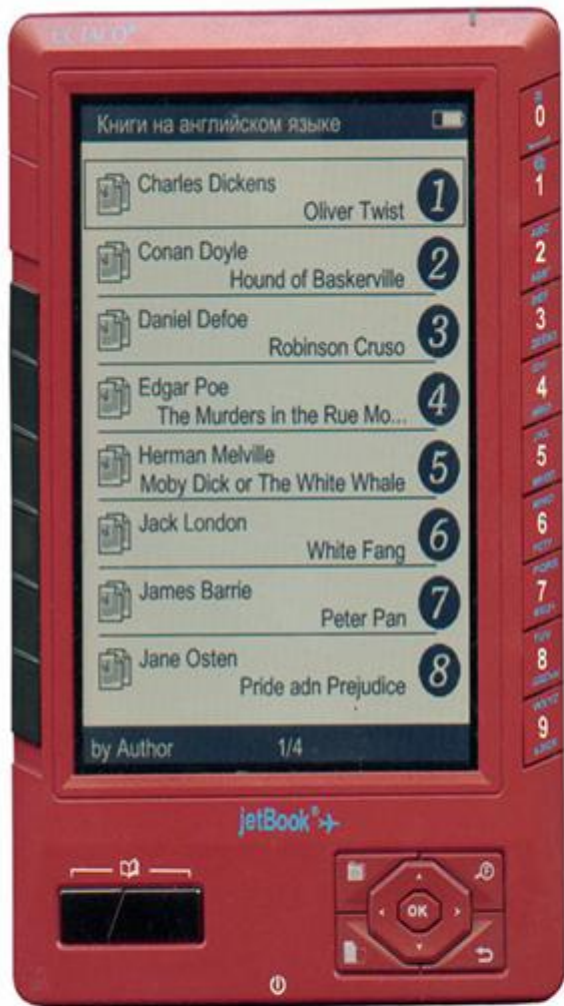 Книги на английском языке
Charles Dickens
Oliver Twist
1
Conan Doyle
Hound of Baskerville
2
Daniel Defoe
Robinson Cruso
3
Edgar Poe
The Murders in the Rue Mo...
4
Herman Melville
Moby Dick or The White Whale
5
Jack London
White Fang
6
James Barrie
Peter Pan
7
Jane Osten
Pride adn Prejudice
8
by Author 1/4
0
1
2
3
4
5
6
7
8
9
jetBook®
OK